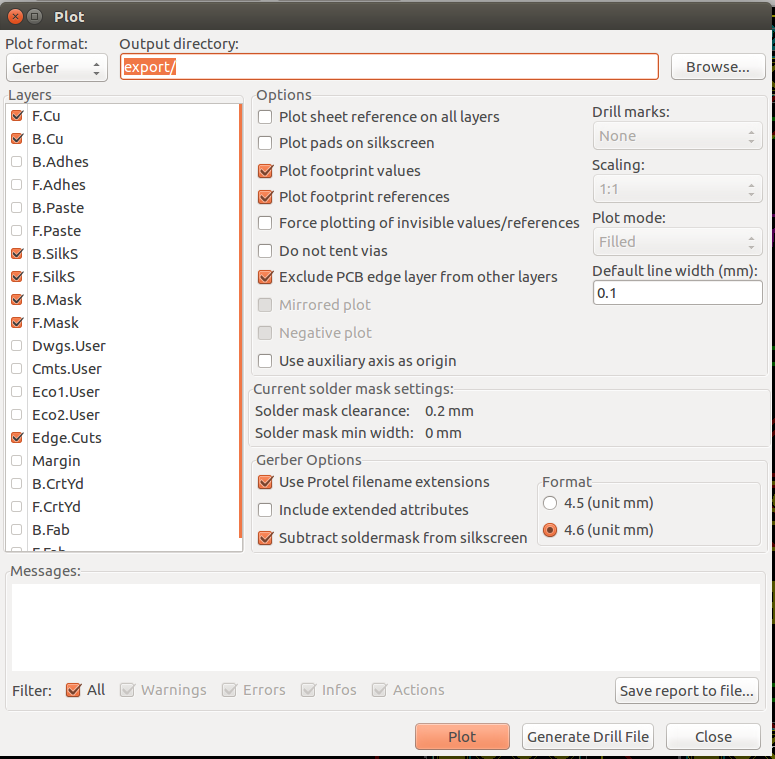 Plot
Plot format:
Output directory:
Gerber
export/
Browse...
Layers
F.Cu
B.Cu
B.Adhes
F.Adhes
B.Paste
F.Paste
B.SilkS
F.SilkS
B.Mask
F.Mask
Dwgs.User
Cmts.User
Eco1.User
Eco2.User
Edge.Cuts
Margin
B.CrtYd
F.CrtYd
B.Fab
F.Fab
Options
Plot sheet reference on all layers
Plot pads on silkscreen
Plot footprint values
Plot footprint references
Force plotting of invisible values/references
Do not tent vias
Exclude PCB edge layer from other layers
Mirrored plot
Negative plot
Use auxiliary axis as origin
Drill marks:
None
Scaling:
1:1
Plot mode:
Filled
Default line width (mm):
0.1
Current solder mask settings:
Solder mask clearance: 0.2 mm
Solder mask min width: 0 mm
Gerber Options
Use Protel filename extensions
Include extended attributes
Subtract soldermask from silkscreen
Format
4.5 (unit mm)
4.6 (unit mm)
Messages:
Filter: All Warnings Errors Infos Actions
Save report to file...
Plot
Generate Drill File
Close